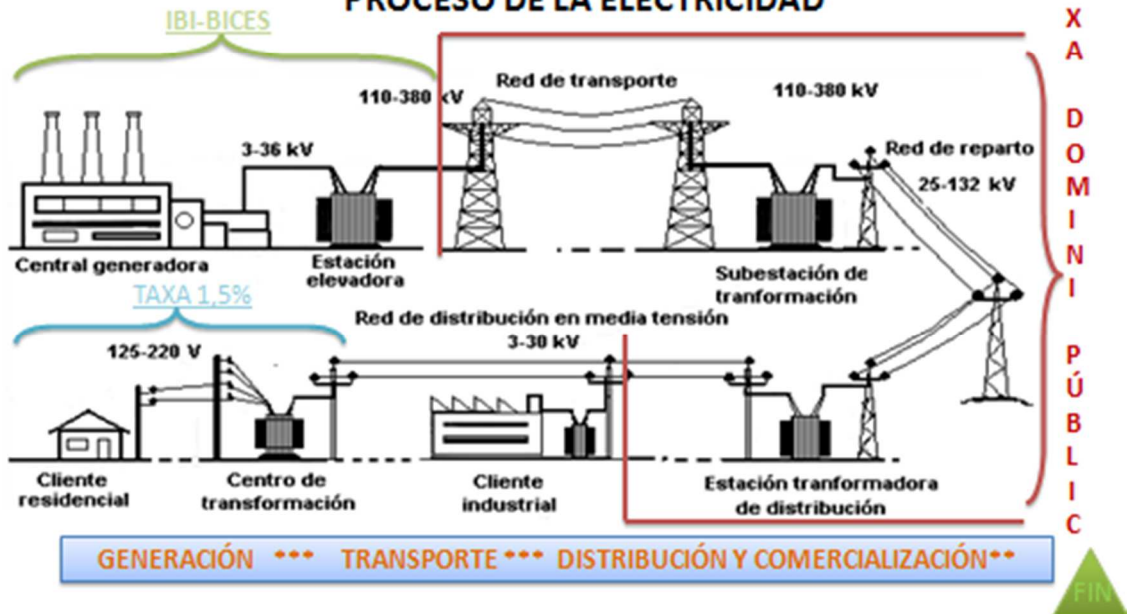 PROCESO DE LA ELECTRICIDAD
IBI-BICES
110-380 kV
Red de transporte
110-380 kV
3-36 kV
Red de reparto
25-132 kV
Central generadora
Estación
elevadora
Subestación de
tranformación
TAXA 1,5%
Red de distribución en media tensión
3-30 kV
125-220 V
Cliente
residencial
Centro de
transformación
Cliente
industrial
Estación tranformadora
de distribución
XA DOMINI PÚBLIC
GENERACIÓN *** TRANSPORTE *** DISTRIBUCIÓN Y COMERCIALIZACIÓN**
FIN